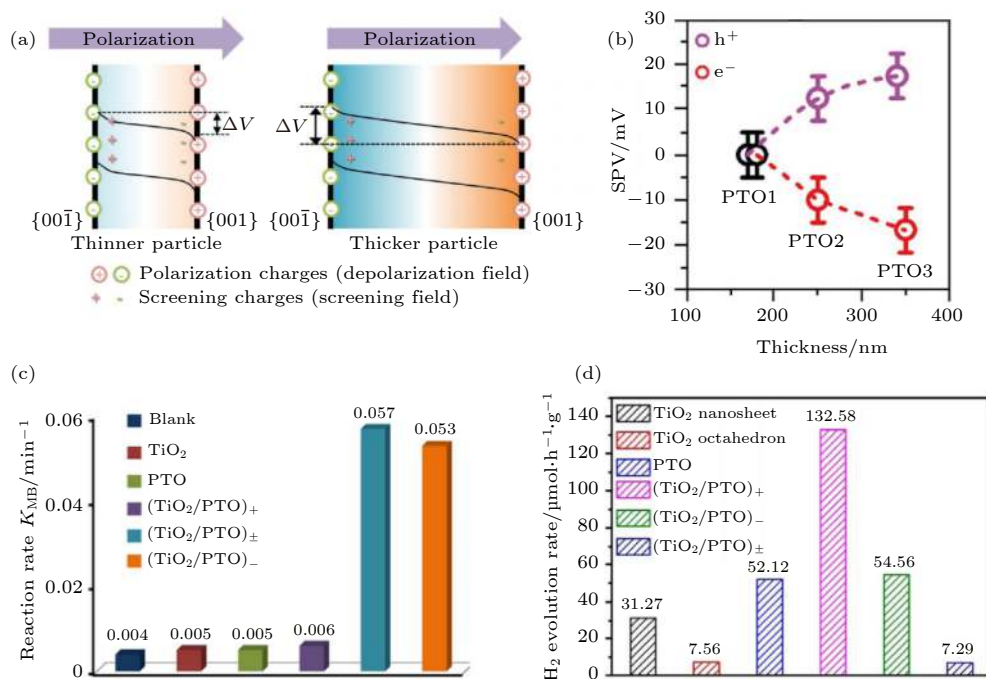 (a)
Polarization
Polarization
ΔV
ΔV
{001̄}
{001}
{001̄}
{001}
Thinner particle
Thicker particle
Polarization charges (depolarization field)
Screening charges (screening field)
(b)
h⁺
e⁻
SPV/mV
30
20
10
0
−10
−20
−30
PTO1
PTO2
PTO3
100
200
300
400
Thickness/nm
(c)
Reaction rate K_MB/min⁻¹
0.06
0.04
0.02
0
Blank
TiO₂
PTO
(TiO₂/PTO)₊
(TiO₂/PTO)±
(TiO₂/PTO)₋
0.004
0.005
0.005
0.006
0.057
0.053
(d)
H₂ evolution rate/μmol·h⁻¹·g⁻¹
140
120
100
80
60
40
20
0
TiO₂ nanosheet
TiO₂ octahedron
PTO
(TiO₂/PTO)₊
(TiO₂/PTO)₋
(TiO₂/PTO)±
31.27
7.56
52.12
132.58
54.56
7.29